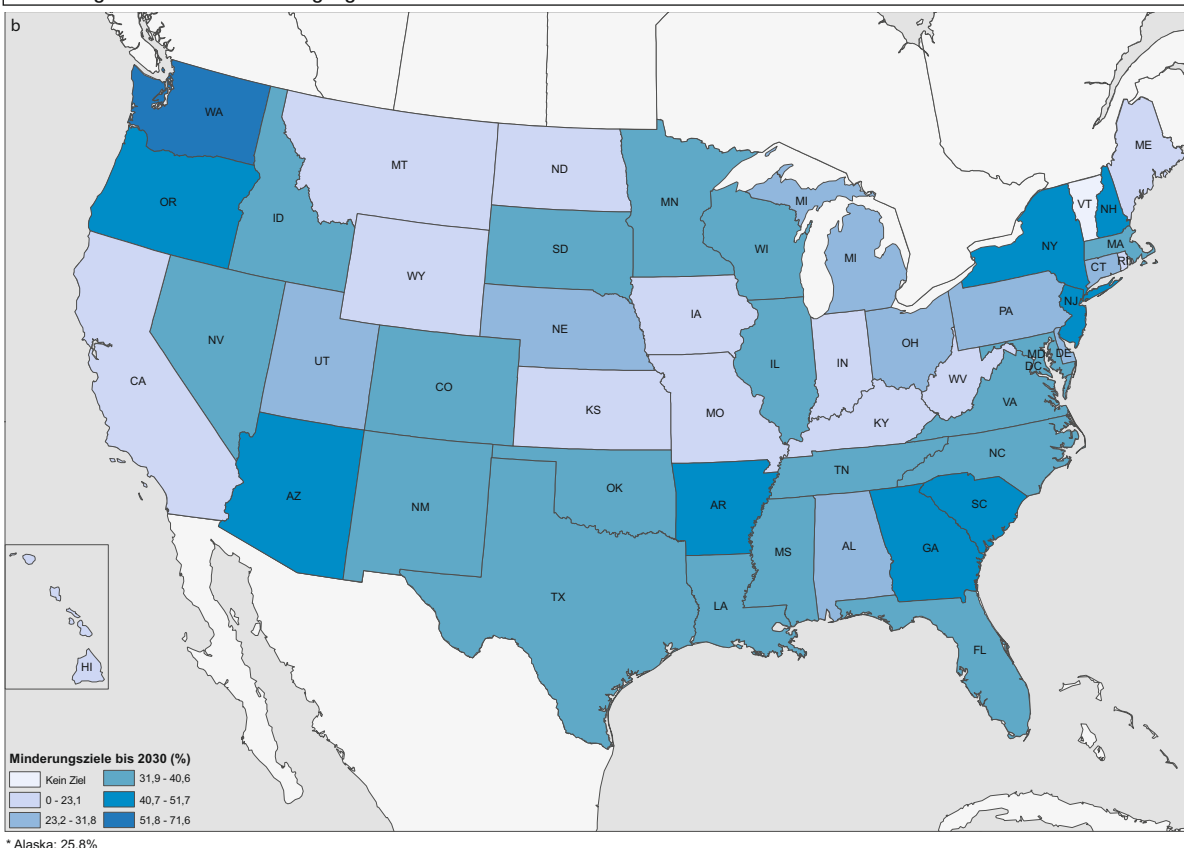 b
WA
MT
ND
ME
OR
ID
MN
MI
VT
NH
SD
WI
NY
MA
WY
MI
CT
RI
IA
PA
NJ
NE
NV
UT
OH
MD
DE
CO
IL
IN
DC
CA
WV
VA
KS
MO
KY
NC
TN
AZ
OK
NM
AR
SC
MS
AL
GA
TX
LA
FL
HI
Minderungsziele bis 2030 (%)
Kein Ziel
0 - 23,1
23,2 - 31,8
31,9 - 40,6
40,7 - 51,7
51,8 - 71,6
* Alaska: 25,8%